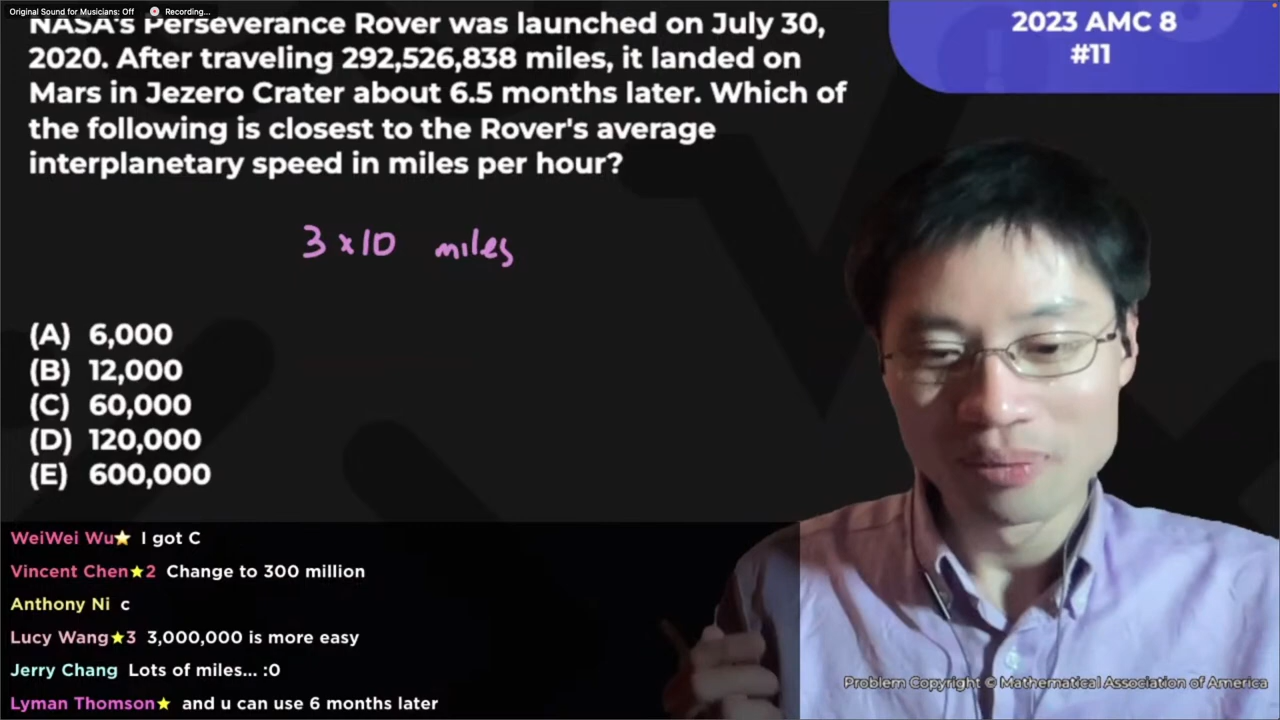 Original Sound for Musicians: Off Recording...
NASA's Perseverance Rover was launched on July 30,
2020. After traveling 292,526,838 miles, it landed on
Mars in Jezero Crater about 6.5 months later. Which of
the following is closest to the Rover's average
interplanetary speed in miles per hour?
2023 AMC 8
#11
3 x 10 miles
(A) 6,000
(B) 12,000
(C) 60,000
(D) 120,000
(E) 600,000
WeiWei Wu⭐ I got C
Vincent Chen★2 Change to 300 million
Anthony Ni c
Lucy Wang★3 3,000,000 is more easy
Jerry Chang Lots of miles... :0
Lyman Thomson★ and u can use 6 months later
Problem Copyright © Mathematical Association of America